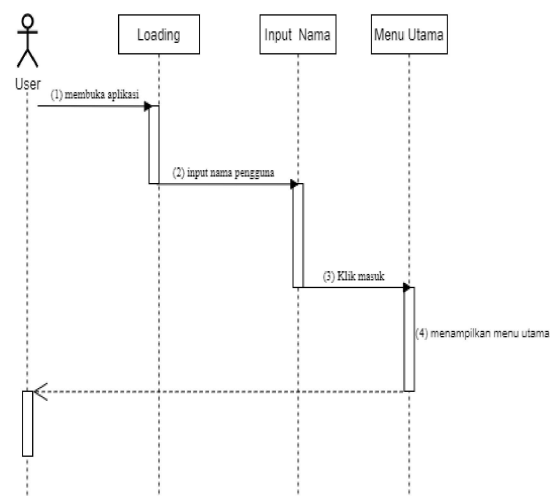 Loading
Input Nama
Menu Utama
User
(1) membuka aplikasi
(2) input nama pengguna
(3) Klik masuk
(4) menampilkan menu utama